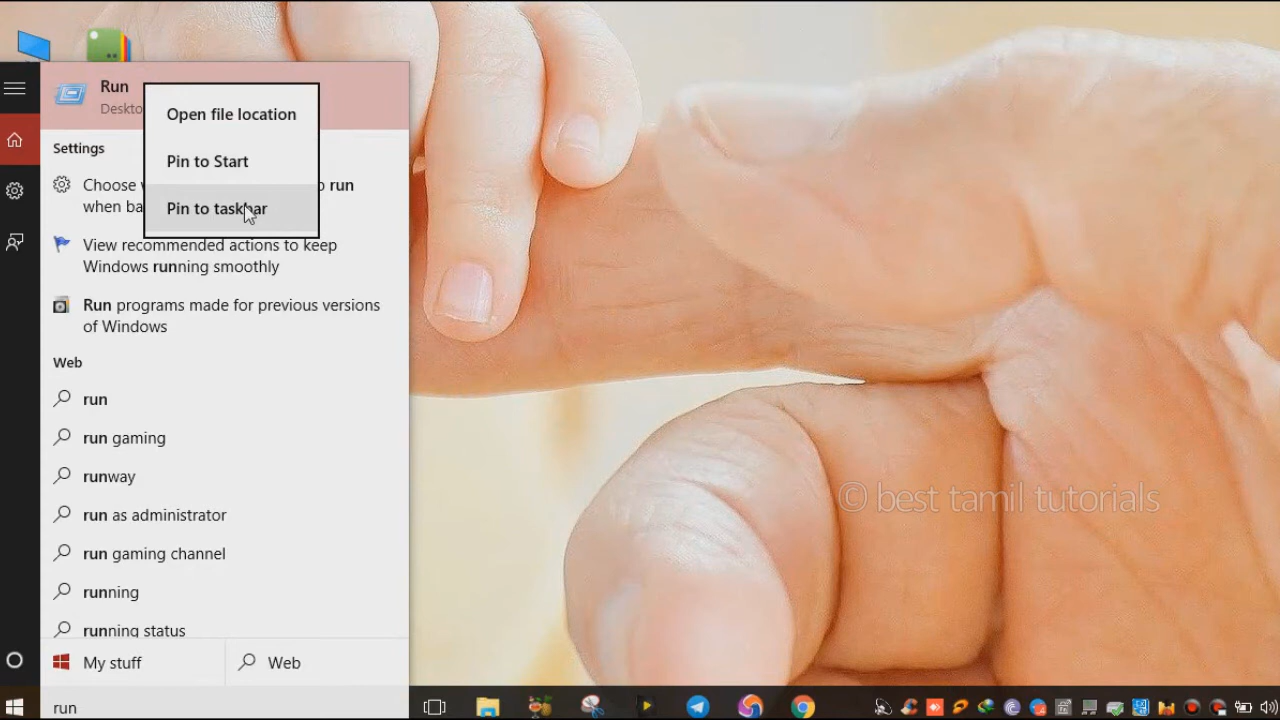 Run
Deskto
Open file location
Pin to Start
Pin to taskbar
Settings
Choose
run
when ba
View recommended actions to keep
Windows running smoothly
Run programs made for previous versions
of Windows
Web
run
run gaming
runway
run as administrator
run gaming channel
running
running status
My stuff
Web
run
© best tamil tutorials